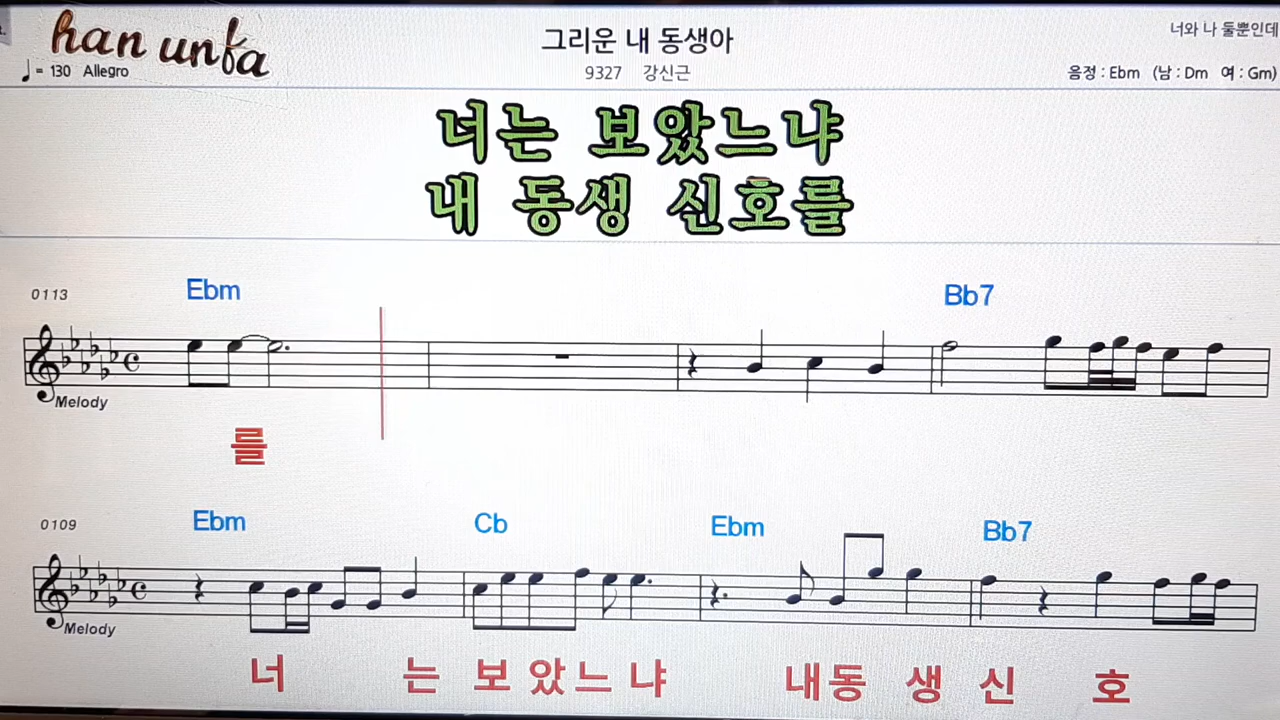 han unfa
♩= 130 Allegro
그리운 내 동생아
9327 강신근
너와 나 둘뿐인데
음정 : Ebm (남 : Dm 여 : Gm)
너는 보았느냐
내 동생 신호를
0113 Ebm Bb7
Melody
를
0109 Ebm Cb Ebm Bb7
Melody
너 는 보 았 느 냐 내 동 생 신 호